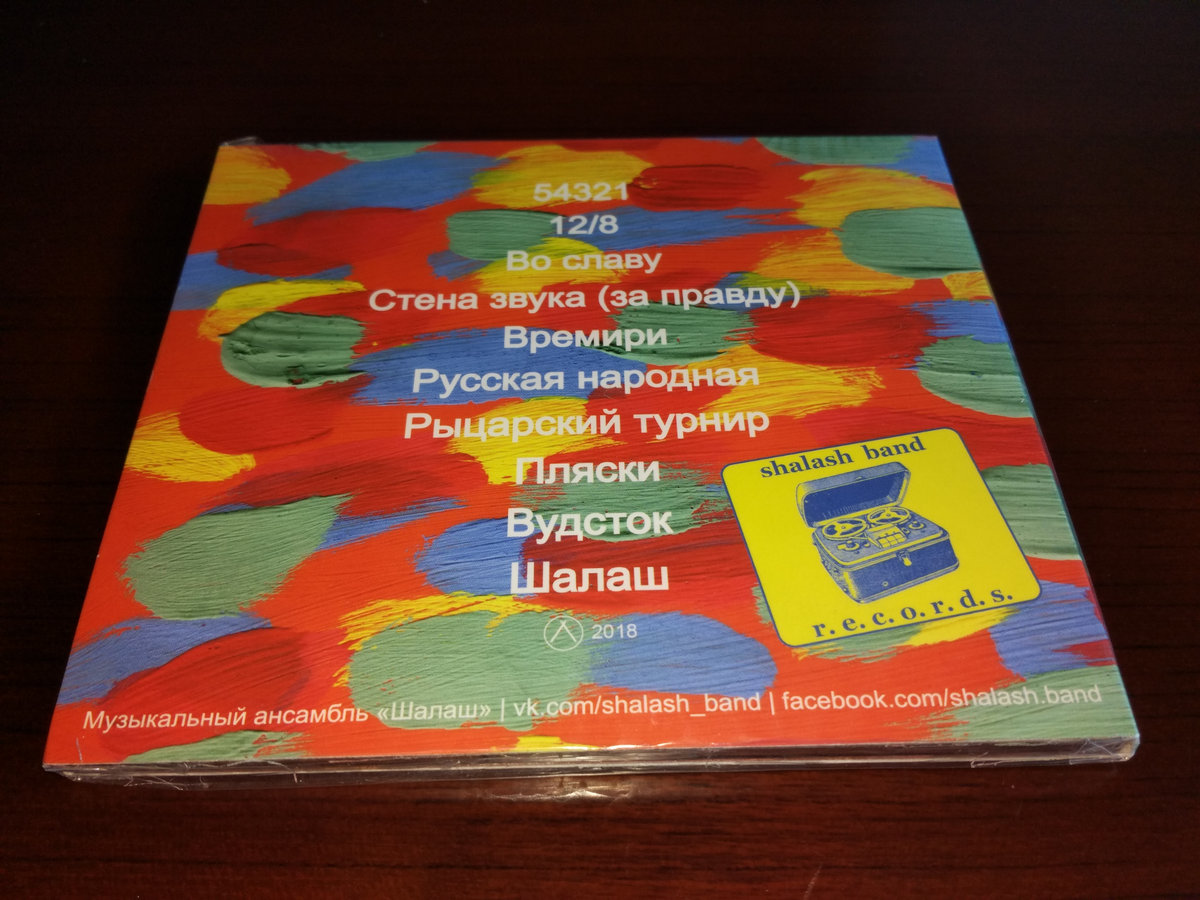 54321
12/8
Во славу
Стена звука (за правду)
Времири
Русская народная
Рыцарский турнир
Пляски
Вудсток
Шалаш
2018
shalash band
r.e.c.o.r.d.s.
Музыкальный ансамбль «Шалаш» | vk.com/shalash_band | facebook.com/shalash.band